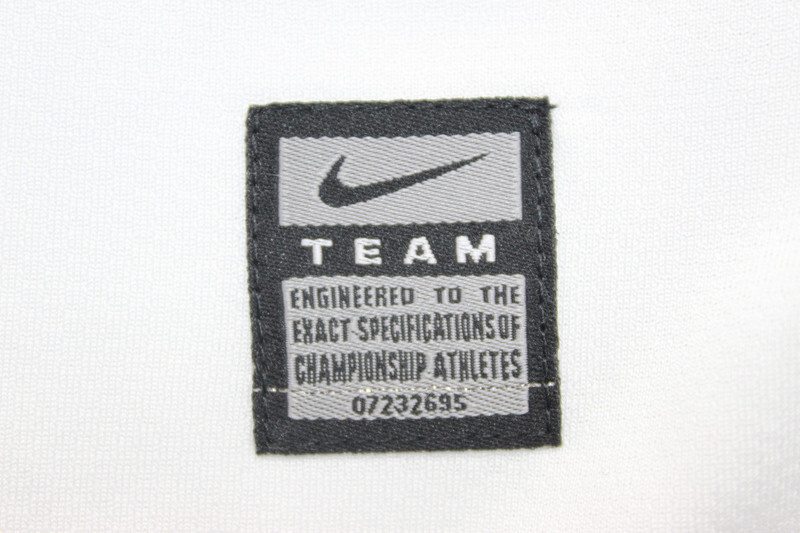 TEAM
ENGINEERED TO THE
EXACT SPECIFICATIONS OF
CHAMPIONSHIP ATHLETES
07232695